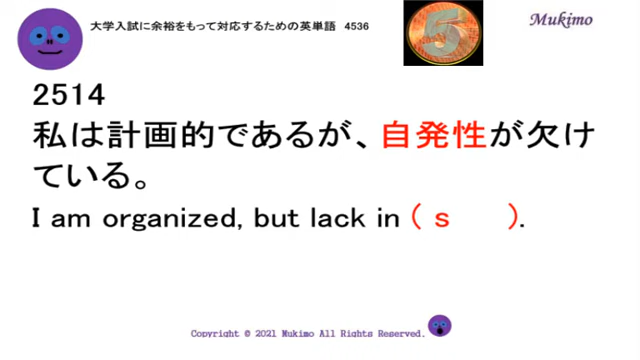 大学入試に余裕をもって対応するための英単語 4536
5
Mukimo
2514
私は計画的であるが、自発性が欠け
ている。
I am organized, but lack in ( s ).
Copyright © 2021 Mukimo All Rights Reserved.